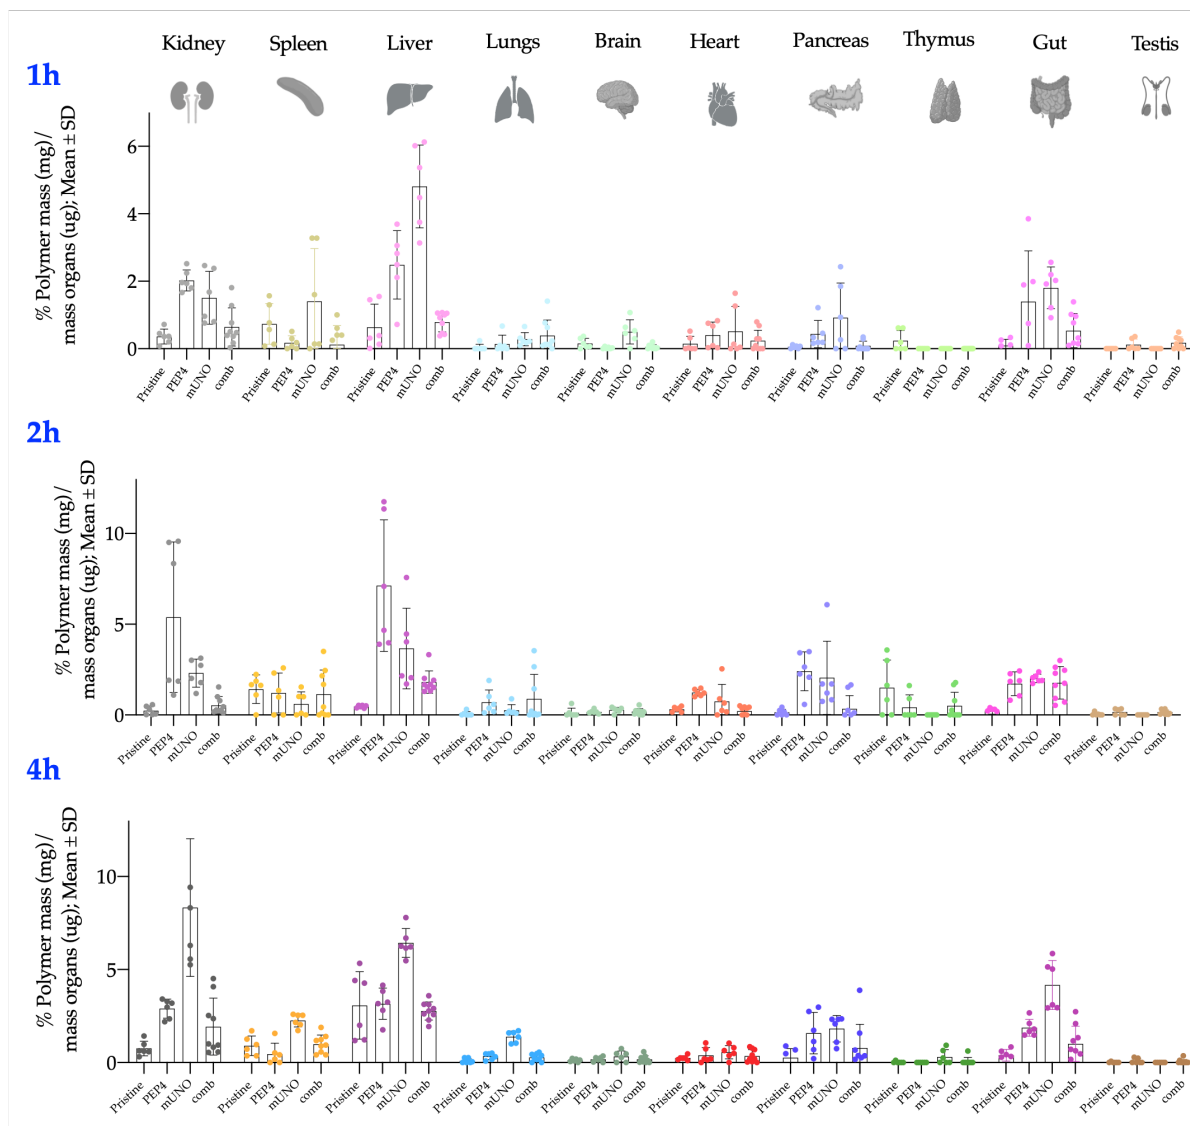 Kidney Spleen Liver Lungs Brain Heart Pancreas Thymus Gut Testis
1h
% Polymer mass (mg)/
mass organs (ug); Mean ± SD
6
4
2
0
Pristine PEP4 mUNO comb Pristine PEP4 mUNO comb Pristine PEP4 mUNO comb Pristine PEP4 mUNO comb Pristine PEP4 mUNO comb Pristine PEP4 mUNO comb Pristine PEP4 mUNO comb Pristine PEP4 mUNO comb Pristine PEP4 mUNO comb Pristine PEP4 mUNO comb
2h
% Polymer mass (mg)/
mass organs (ug); Mean ± SD
10
5
0
Pristine PEP4 mUNO comb Pristine PEP4 mUNO comb Pristine PEP4 mUNO comb Pristine PEP4 mUNO comb Pristine PEP4 mUNO comb Pristine PEP4 mUNO comb Pristine PEP4 mUNO comb Pristine PEP4 mUNO comb Pristine PEP4 mUNO comb Pristine PEP4 mUNO comb
4h
% Polymer mass (mg)/
mass organs (ug); Mean ± SD
10
5
0
Pristine PEP4 mUNO comb Pristine PEP4 mUNO comb Pristine PEP4 mUNO comb Pristine PEP4 mUNO comb Pristine PEP4 mUNO comb Pristine PEP4 mUNO comb Pristine PEP4 mUNO comb Pristine PEP4 mUNO comb Pristine PEP4 mUNO comb Pristine PEP4 mUNO comb